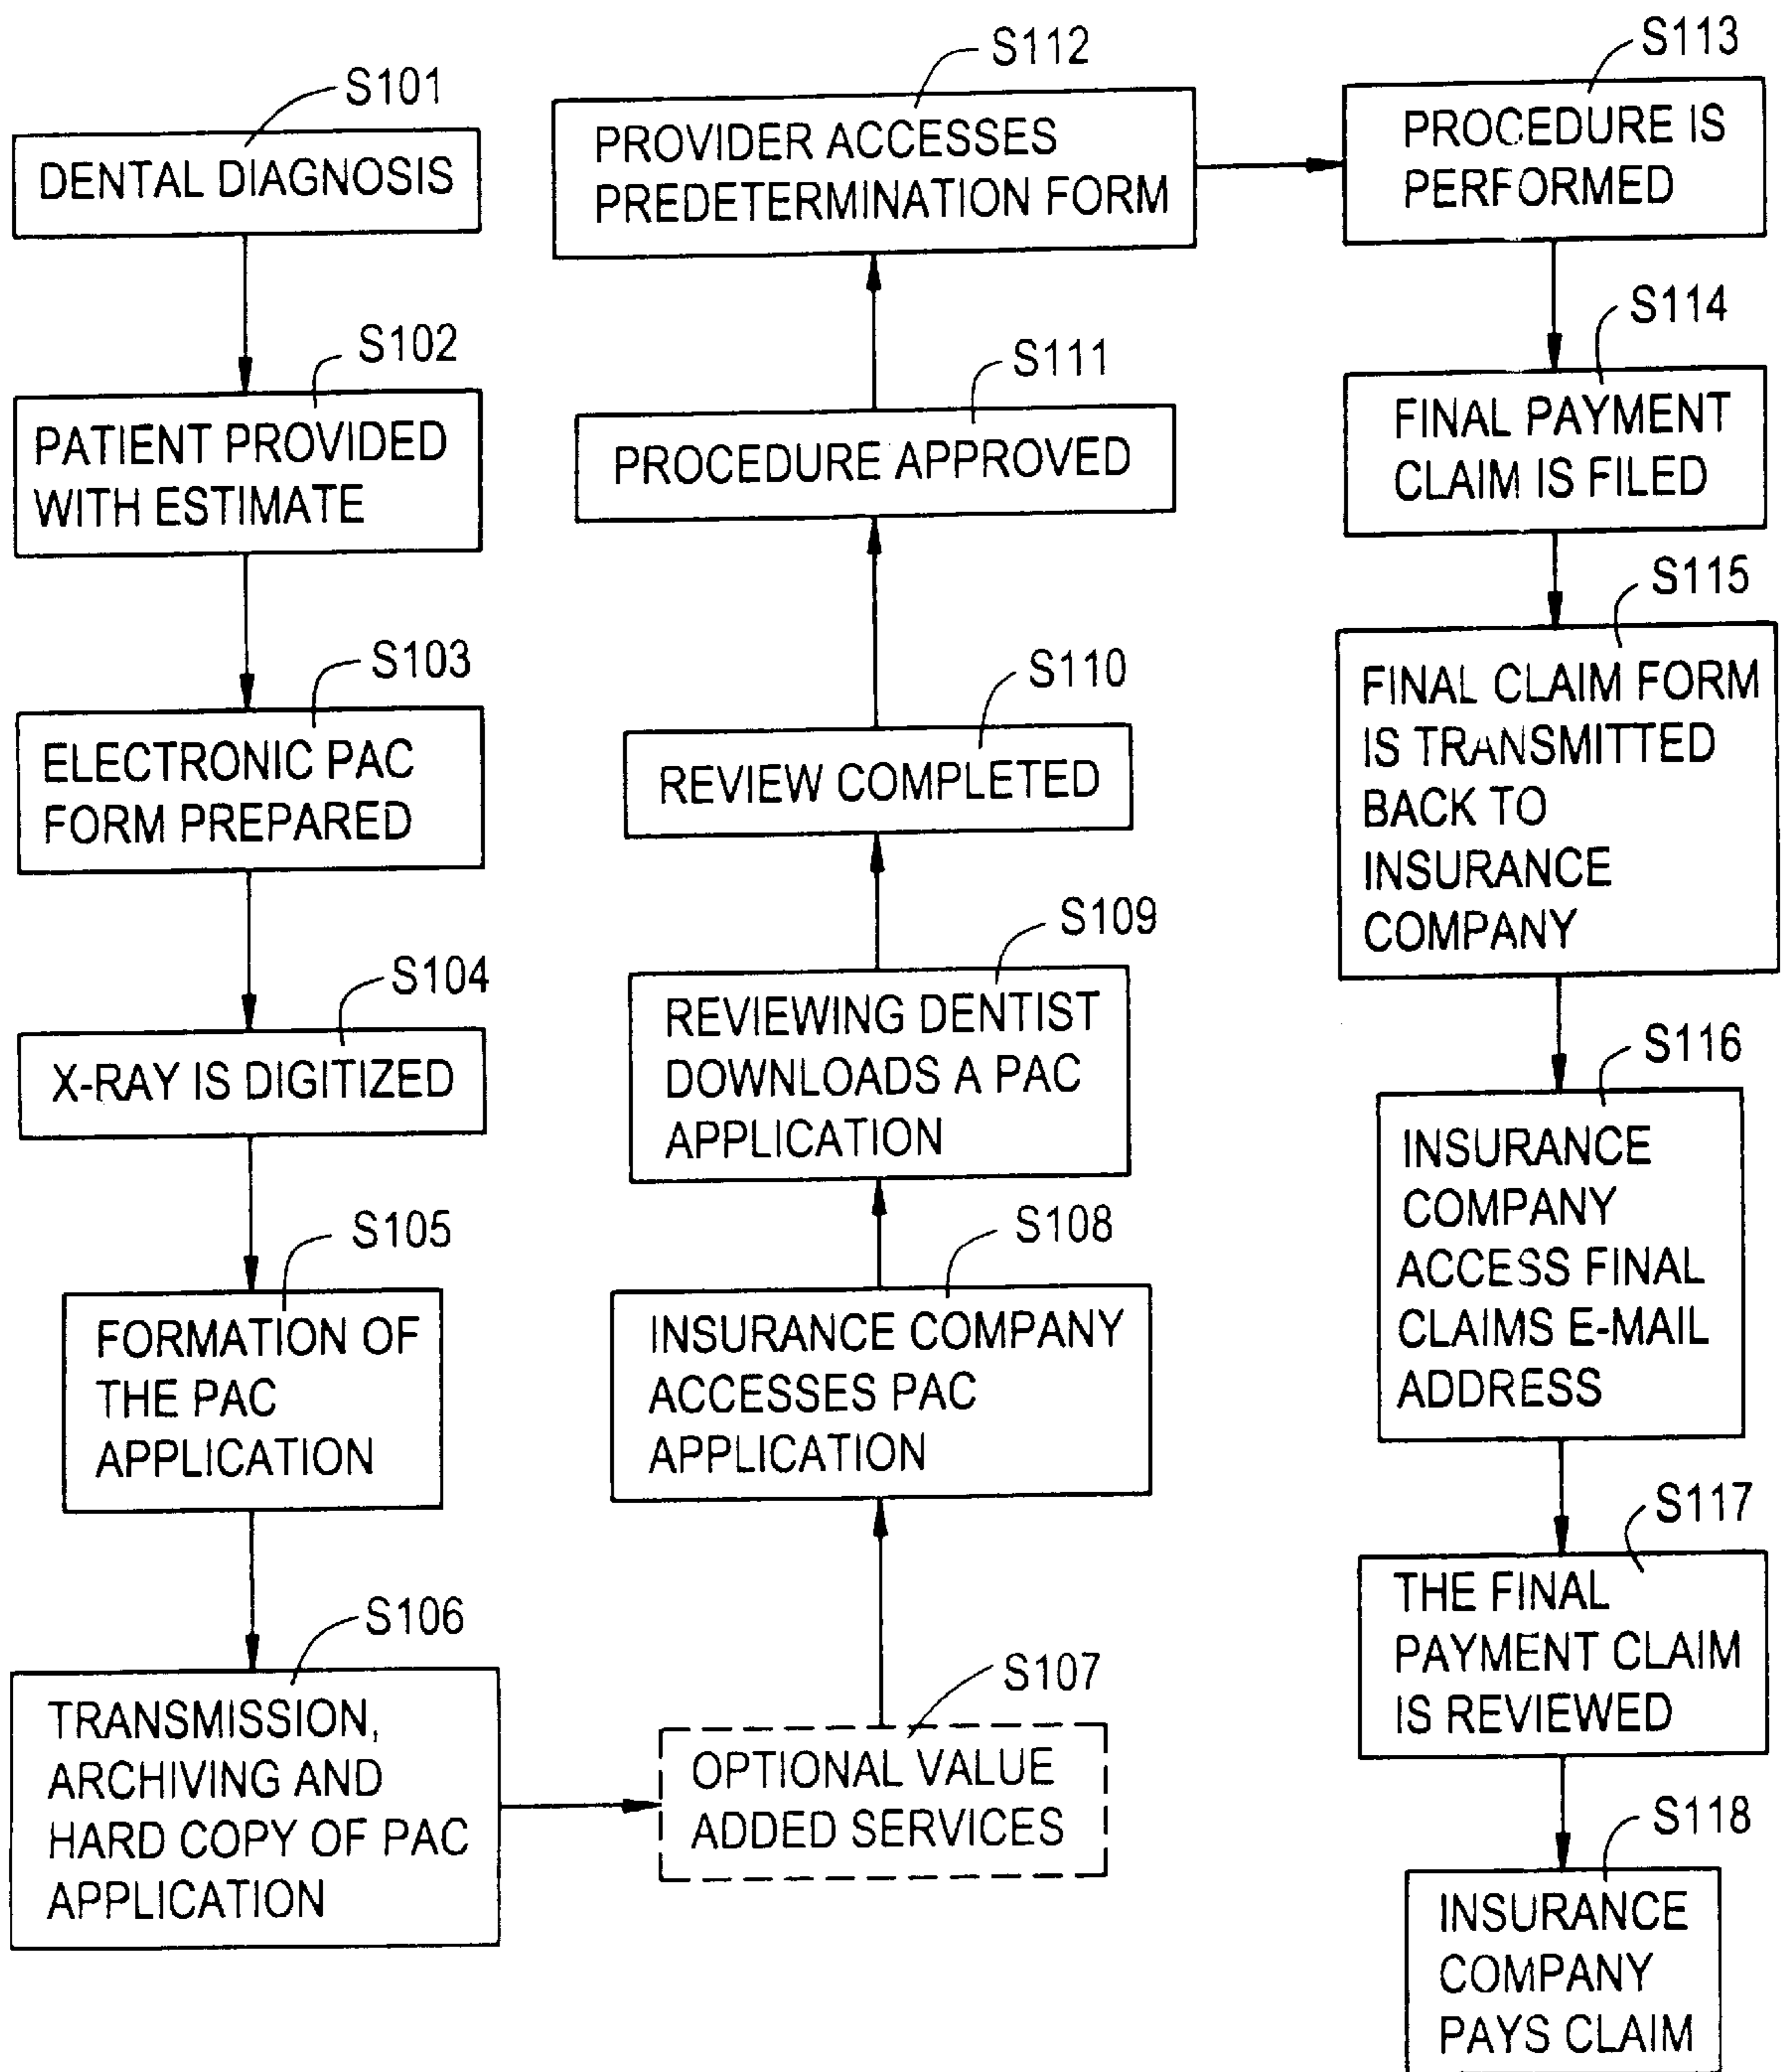 S101
DENTAL DIAGNOSIS
S102
PATIENT PROVIDED
WITH ESTIMATE
S103
ELECTRONIC PAC
FORM PREPARED
S104
X-RAY IS DIGITIZED
S105
FORMATION OF
THE PAC
APPLICATION
S106
TRANSMISSION,
ARCHIVING AND
HARD COPY OF PAC
APPLICATION
S107
OPTIONAL VALUE
ADDED SERVICES
S108
INSURANCE COMPANY
ACCESSES PAC
APPLICATION
S109
REVIEWING DENTIST
DOWNLOADS A PAC
APPLICATION
S110
REVIEW COMPLETED
S111
PROCEDURE APPROVED
S112
PROVIDER ACCESSES
PREDETERMINATION FORM
S113
PROCEDURE IS
PERFORMED
S114
FINAL PAYMENT
CLAIM IS FILED
S115
FINAL CLAIM FORM
IS TRANSMITTED
BACK TO
INSURANCE
COMPANY
S116
INSURANCE
COMPANY
ACCESS FINAL
CLAIMS E-MAIL
ADDRESS
S117
THE FINAL
PAYMENT CLAIM
IS REVIEWED
S118
INSURANCE
COMPANY
PAYS CLAIM